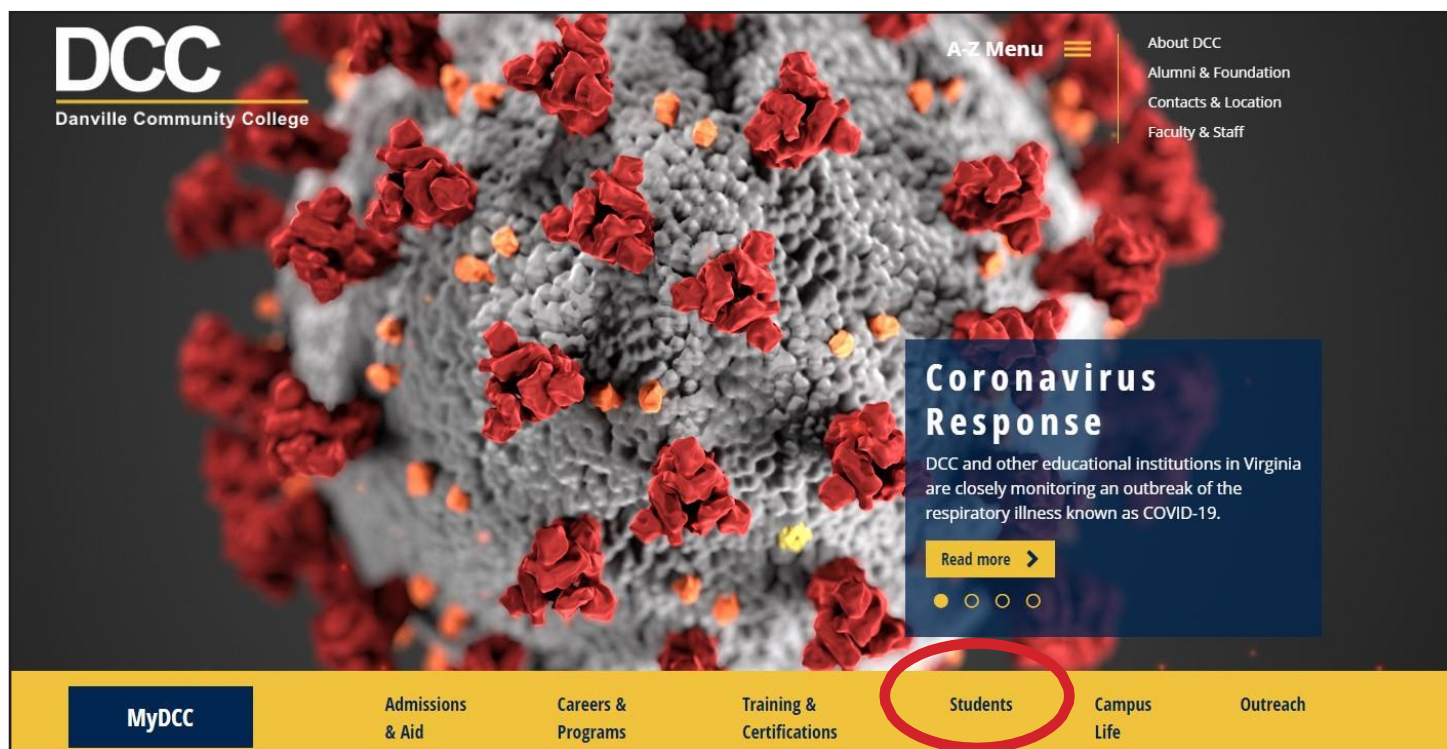 DCC
Danville Community College
A-Z Menu
About DCC
Alumni & Foundation
Contacts & Location
Faculty & Staff
Coronavirus
Response
DCC and other educational institutions in Virginia
are closely monitoring an outbreak of the
respiratory illness known as COVID-19.
Read more
MyDCC
Admissions
& Aid
Careers &
Programs
Training &
Certifications
Students
Campus
Life
Outreach